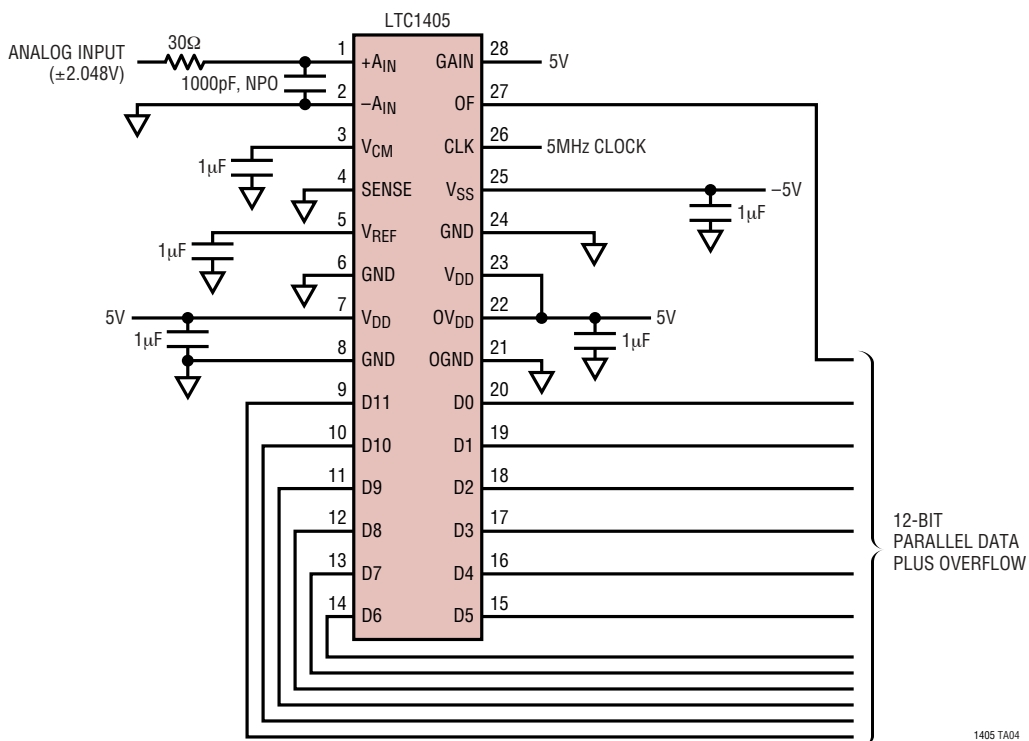 LTC1405
ANALOG INPUT
(±2.048V)
30Ω
1000pF, NPO
1
+AIN
2
–AIN
3
VCM
1µF
4
SENSE
5
VREF
1µF
6
GND
7
VDD
5V
1µF
8
GND
9
D11
10
D10
11
D9
12
D8
13
D7
14
D6
GAIN
28
5V
OF
27
CLK
26
5MHz CLOCK
VSS
25
–5V
1µF
GND
24
VDD
23
OVDD
22
5V
1µF
OGND
21
D0
20
D1
19
D2
18
D3
17
D4
16
D5
15
12-BIT
PARALLEL DATA
PLUS OVERFLOW
1405 TA04